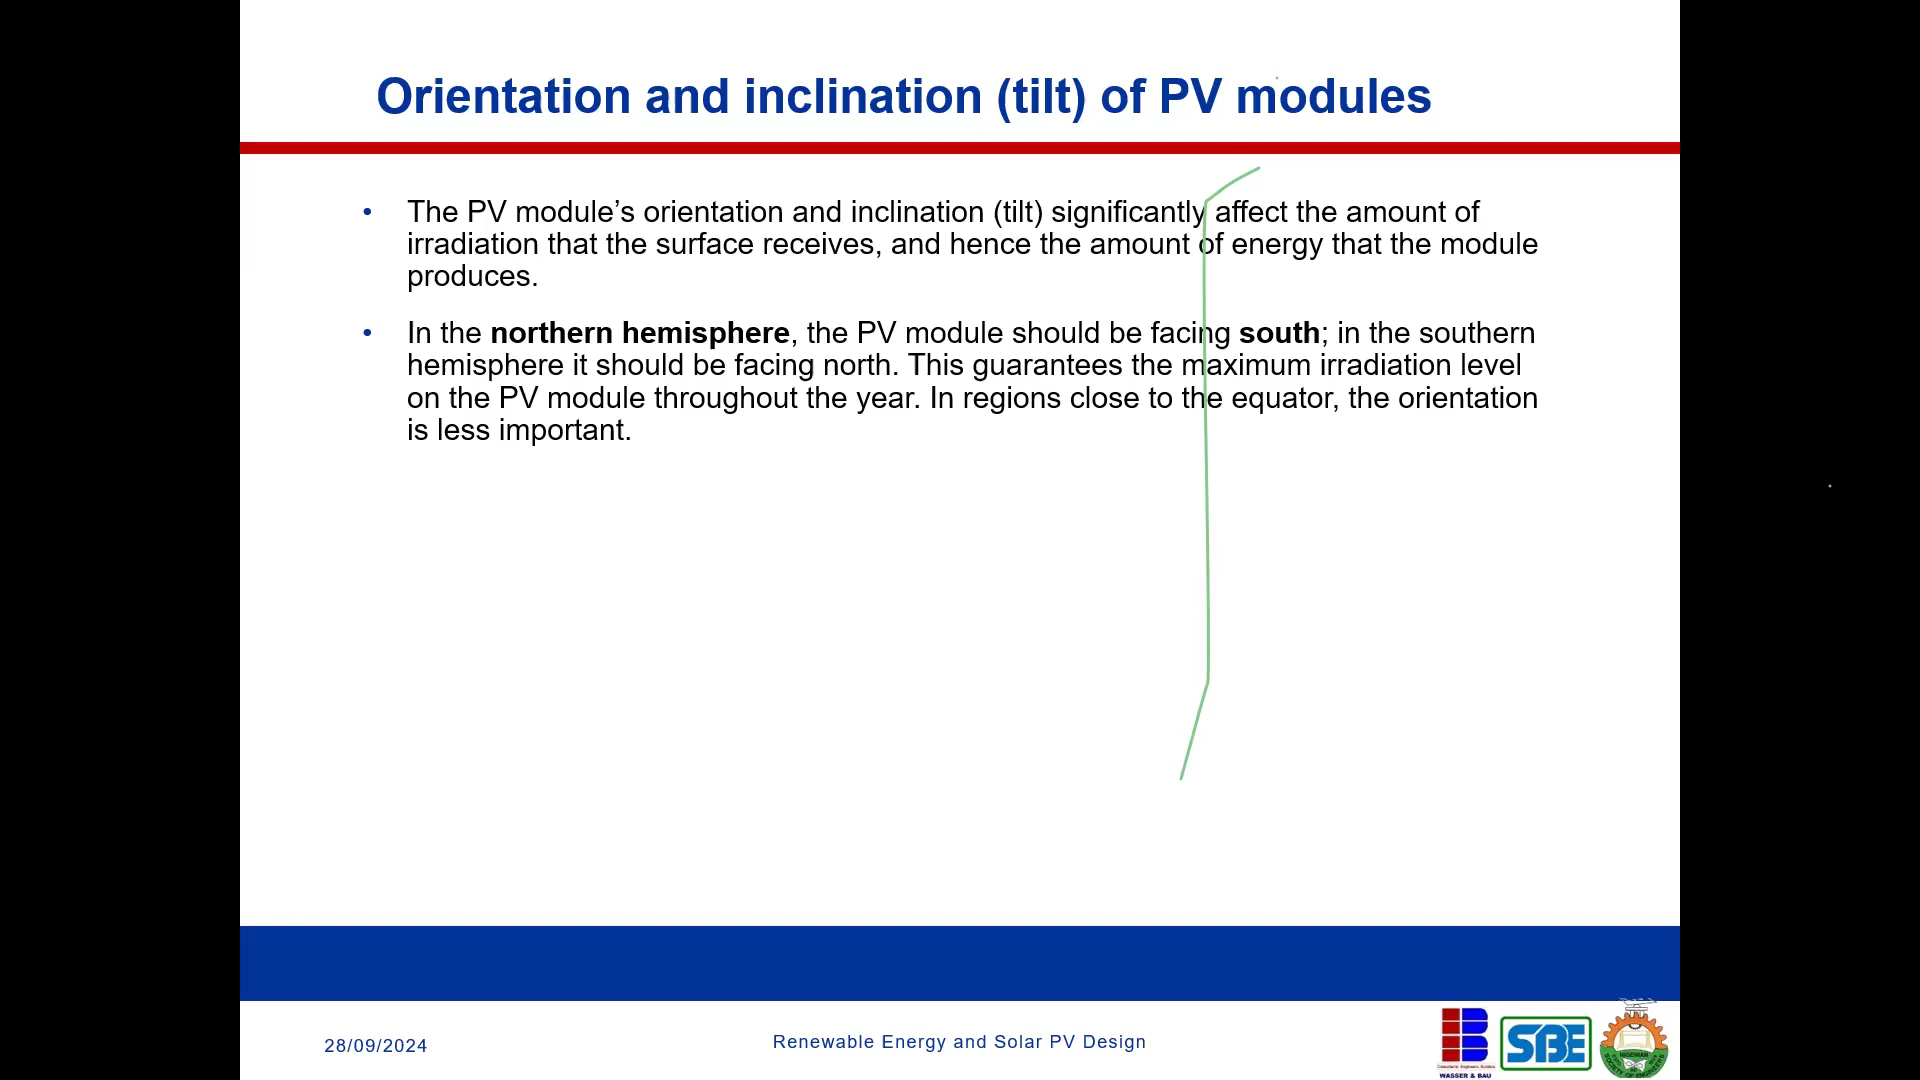 Orientation and inclination (tilt) of PV modules
• The PV module’s orientation and inclination (tilt) significantly affect the amount of
irradiation that the surface receives, and hence the amount of energy that the module
produces.
• In the northern hemisphere, the PV module should be facing south; in the southern
hemisphere it should be facing north. This guarantees the maximum irradiation level
on the PV module throughout the year. In regions close to the equator, the orientation
is less important.
28/09/2024
Renewable Energy and Solar PV Design
WASSER & BAU
SBE
NIGERIAN
SOCIETY OF ENGINEERS